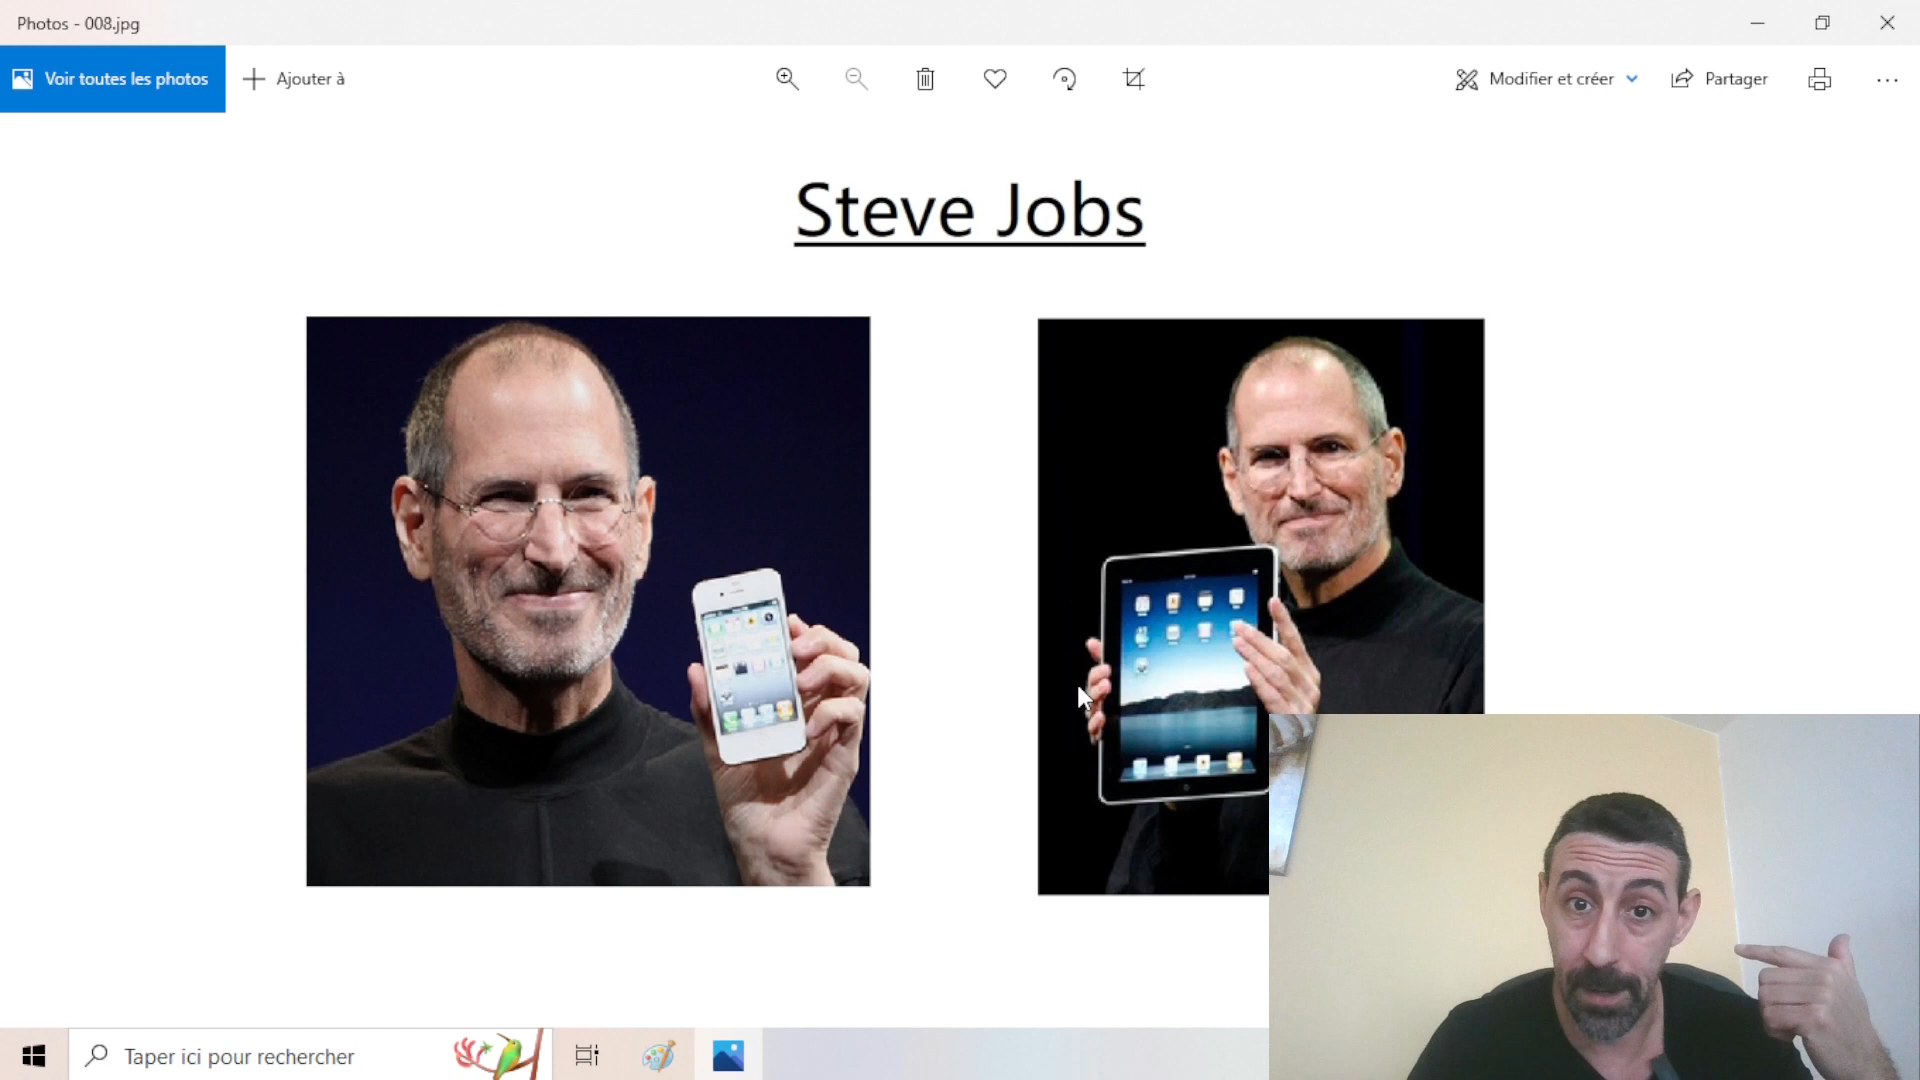 Photos - 008.jpg
Voir toutes les photos
Ajouter à
Modifier et créer
Partager
Steve Jobs
Taper ici pour rechercher